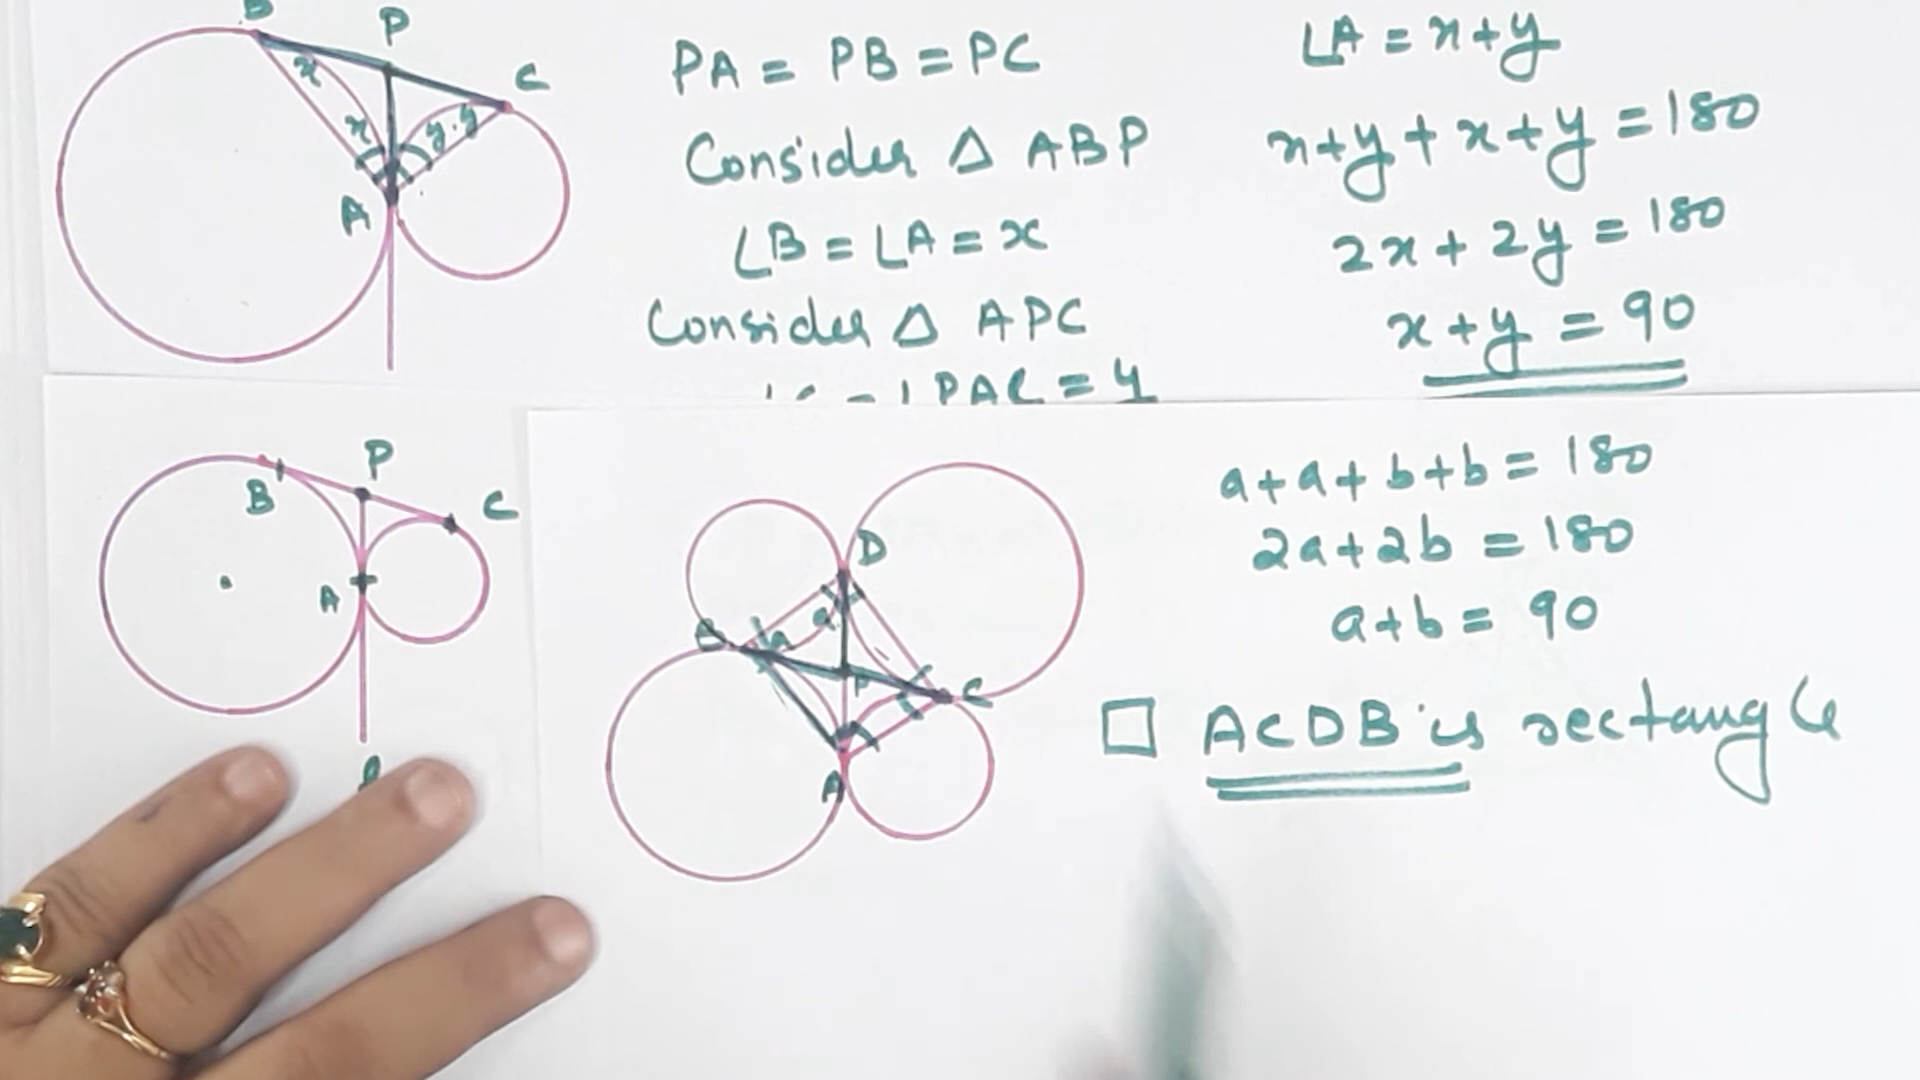 B
P
C
x
x
y
y
A
PA = PB = PC
Consider △ ABP
∠B = ∠A = x
Consider △ APC
PAC = y
∠A = x+y
x+y+x+y = 180
2x + 2y = 180
x+y = 90
P
B
C
A
D
B
a
P
C
A
a+a+b+b = 180
2a+2b = 180
a+b = 90
□ ACDB is rectangle